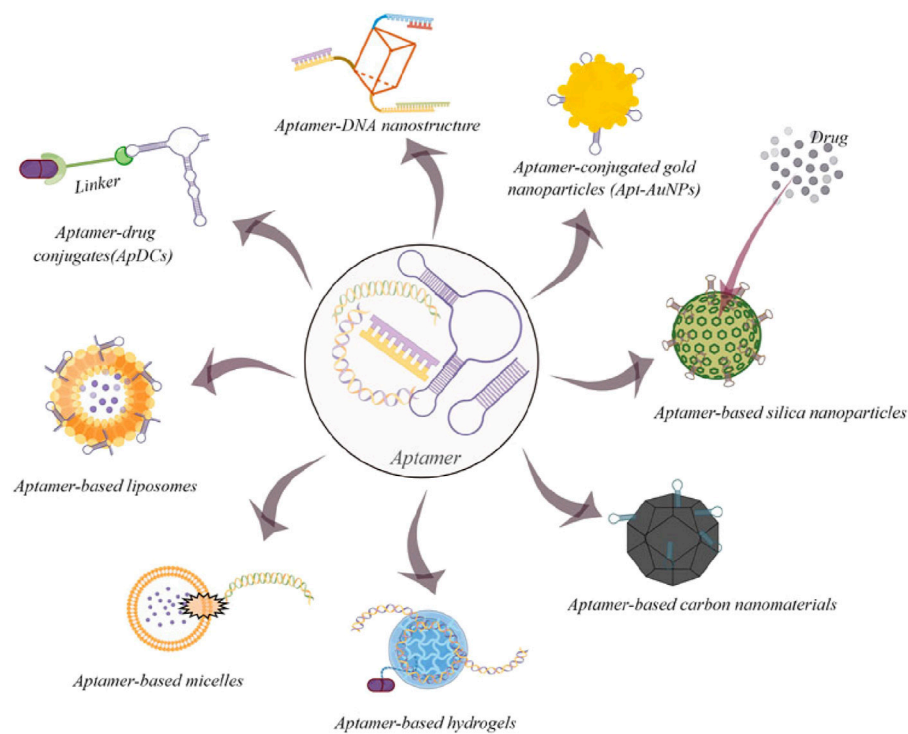 Aptamer-DNA nanostructure
Aptamer-conjugated gold
nanoparticles (Apt-AuNPs)
Drug
Linker
Aptamer-drug
conjugates(ApDCs)
Aptamer
Aptamer-based silica nanoparticles
Aptamer-based liposomes
Aptamer-based carbon nanomaterials
Aptamer-based micelles
Aptamer-based hydrogels